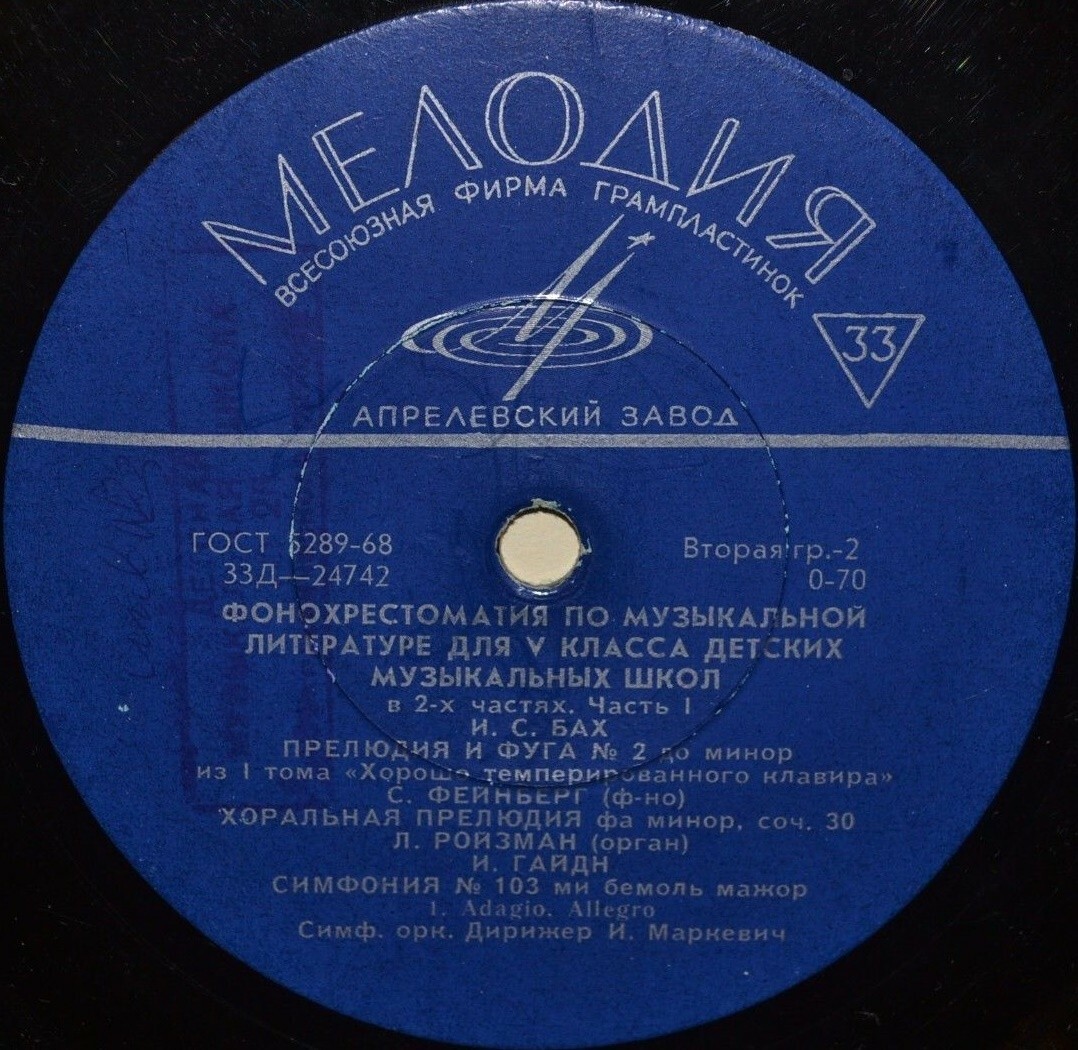 МЕЛОДИЯ
ВСЕСОЮЗНАЯ ФИРМА ГРАМПЛАСТИНОК
33
АПРЕЛЕВСКИЙ ЗАВОД
ГОСТ 5289-68 Вторая гр.-2
33Д—24742 0-70
ФОНОХРЕСТОМАТИЯ ПО МУЗЫКАЛЬНОЙ
ЛИТЕРАТУРЕ ДЛЯ V КЛАССА ДЕТСКИХ
МУЗЫКАЛЬНЫХ ШКОЛ
в 2-х частях. Часть I
И. С. БАХ
ПРЕЛЮДИЯ И ФУГА № 2 до минор
из I тома «Хорошо темперированного клавира»
С. ФЕЙНБЕРГ (ф-но)
ХОРАЛЬНАЯ ПРЕЛЮДИЯ фа минор, соч. 30
Л. РОЙЗМАН (орган)
И. ГАЙДН
СИМФОНИЯ № 103 ми бемоль мажор
1. Adagio. Allegro
Симф. орк. Дирижер И. Маркевич